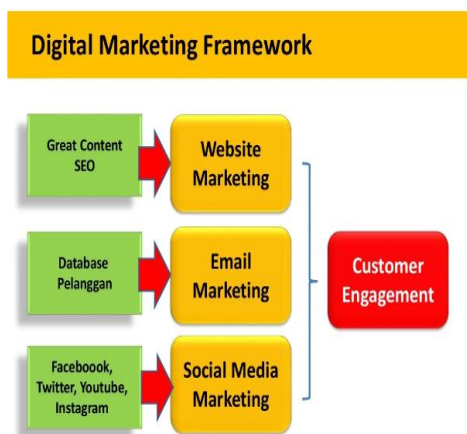 Digital Marketing Framework
Great Content
SEO
Website
Marketing
Database
Pelanggan
Email
Marketing
Customer
Engagement
Faceboook,
Twitter, Youtube,
Instagram
Social Media
Marketing